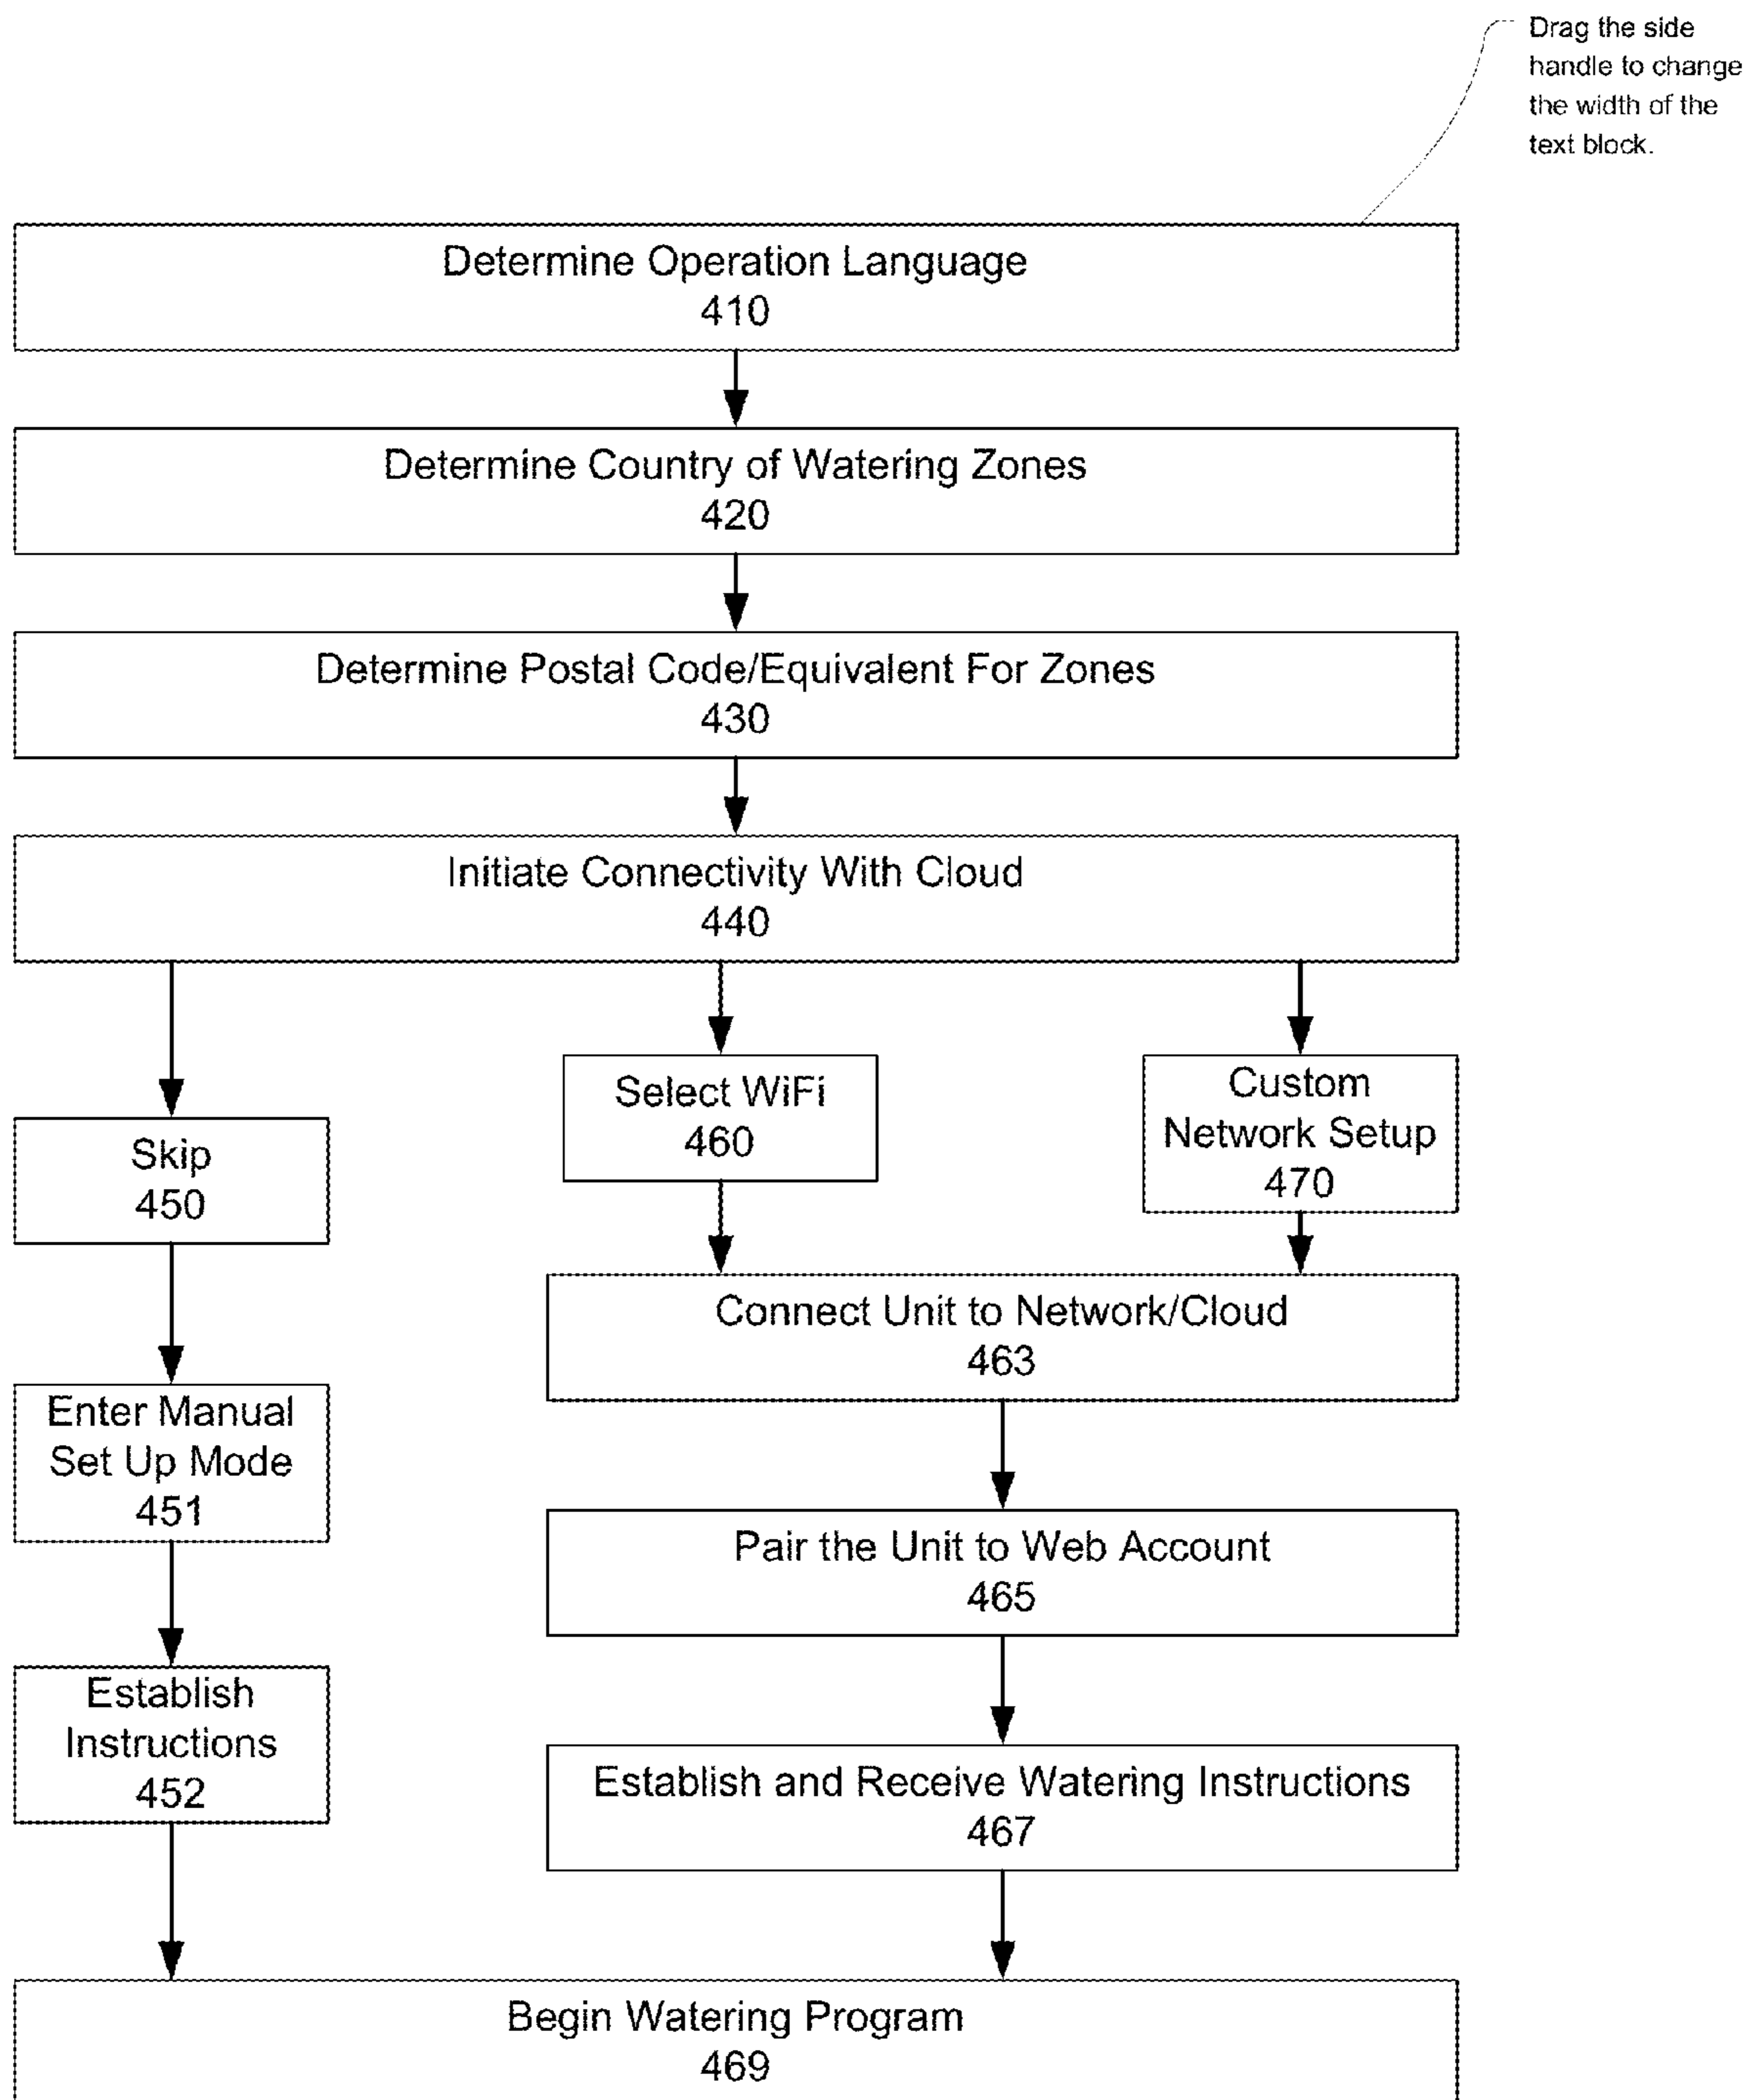 Drag the side
handle to change
the width of the
text block.
Determine Operation Language
410
Determine Country of Watering Zones
420
Determine Postal Code/Equivalent For Zones
430
Initiate Connectivity With Cloud
440
Skip
450
Select WiFi
460
Custom
Network Setup
470
Connect Unit to Network/Cloud
463
Enter Manual
Set Up Mode
451
Pair the Unit to Web Account
465
Establish
Instructions
452
Establish and Receive Watering Instructions
467
Begin Watering Program
469